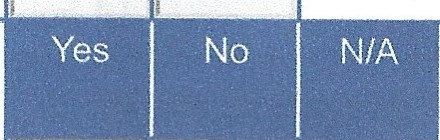 Yes No N/A